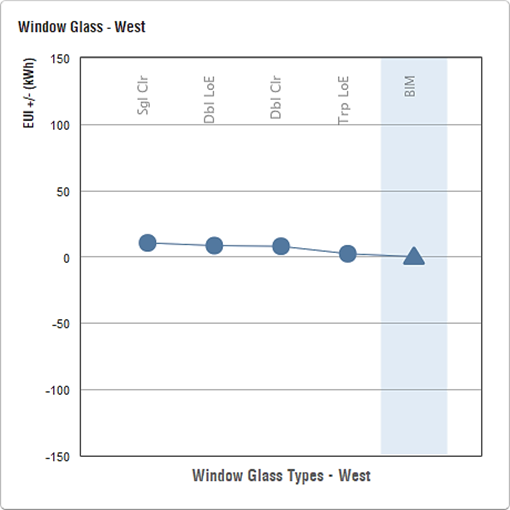 Window Glass - West
EUI +/- (kWh)
150
100
50
0
-50
-100
-150
Sgl Clr
Dbl LoE
Dbl Clr
Trp LoE
BIM
Window Glass Types - West